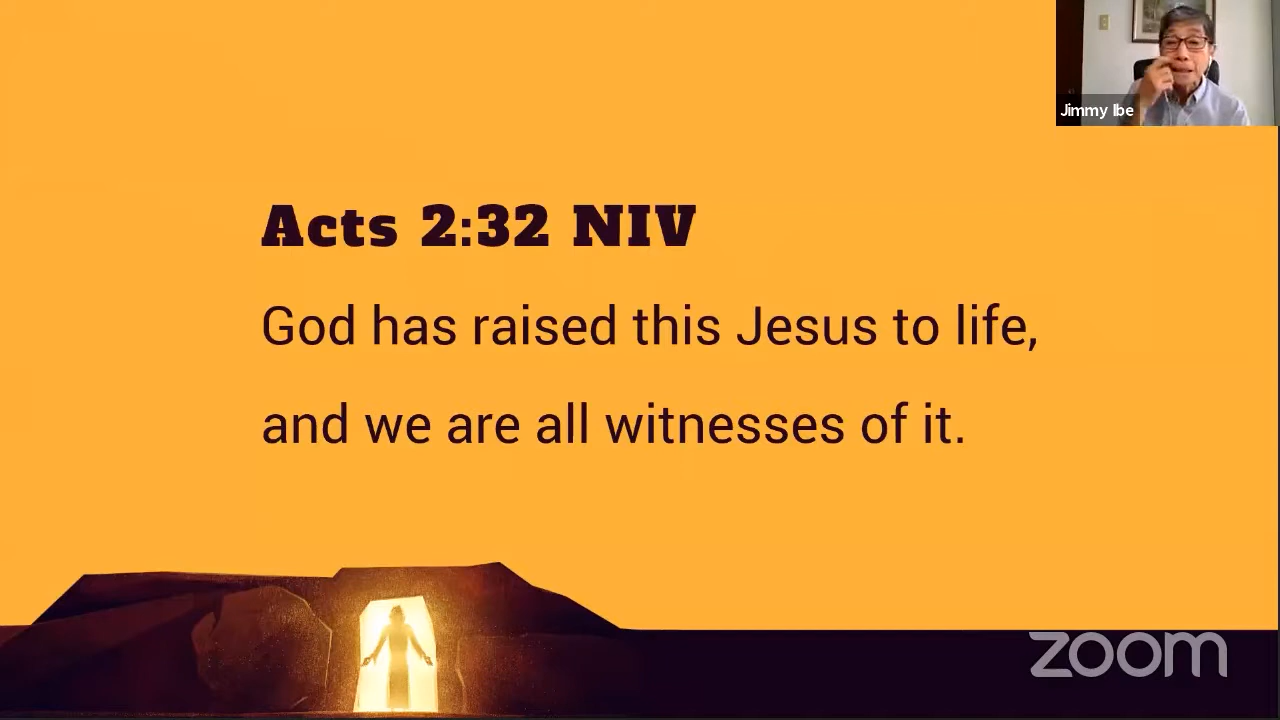 Jimmy Ibe
Acts 2:32 NIV
God has raised this Jesus to life,
and we are all witnesses of it.
zoom